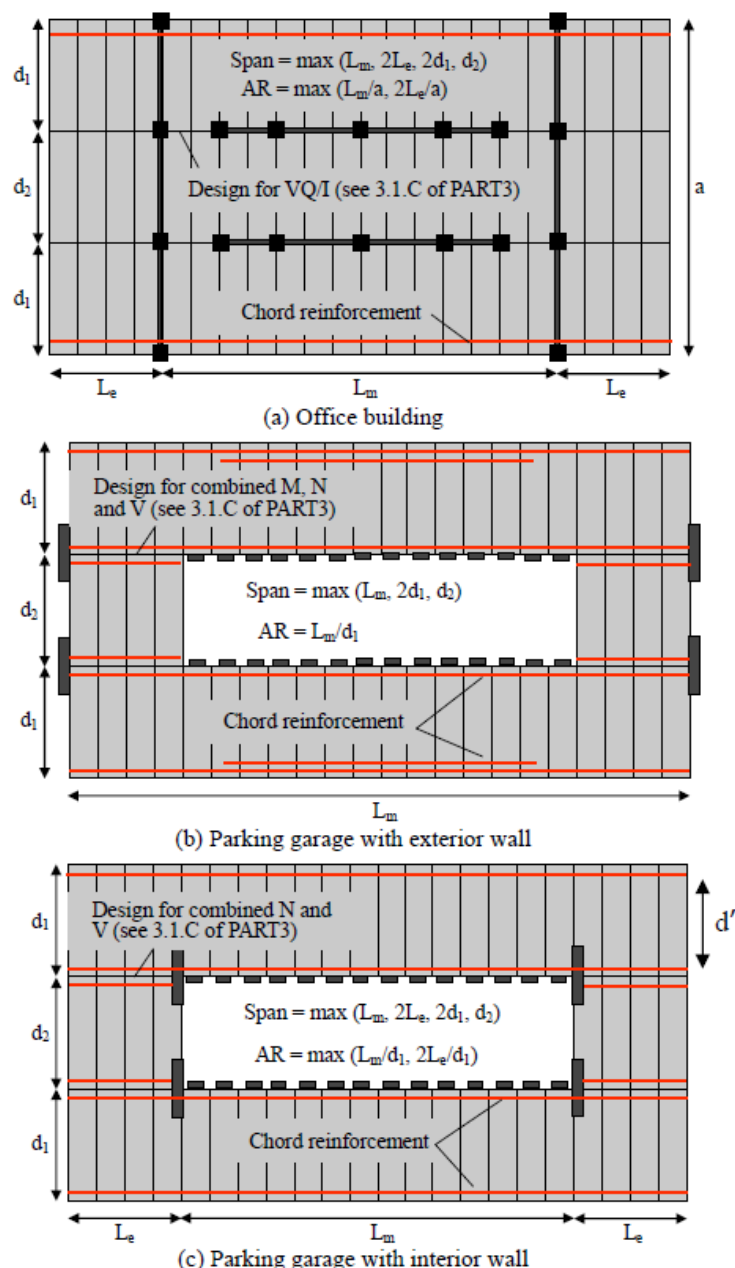 d₁
Span = max (Lₘ, 2Lₑ, 2d₁, d₂)
AR = max (Lₘ/a, 2Lₑ/a)
d₂
Design for VQ/I (see 3.1.C of PART3)
a
d₁
Chord reinforcement
Lₑ
Lₘ
Lₑ
(a) Office building
d₁
Design for combined M, N
and V (see 3.1.C of PART3)
d₂
Span = max (Lₘ, 2d₁, d₂)
AR = Lₘ/d₁
d₁
Chord reinforcement
Lₘ
(b) Parking garage with exterior wall
d₁
Design for combined N and
V (see 3.1.C of PART3)
d′
d₂
Span = max (Lₘ, 2Lₑ, 2d₁, d₂)
AR = max (Lₘ/d₁, 2Lₑ/d₁)
d₁
Chord reinforcement
Lₑ
Lₘ
Lₑ
(c) Parking garage with interior wall